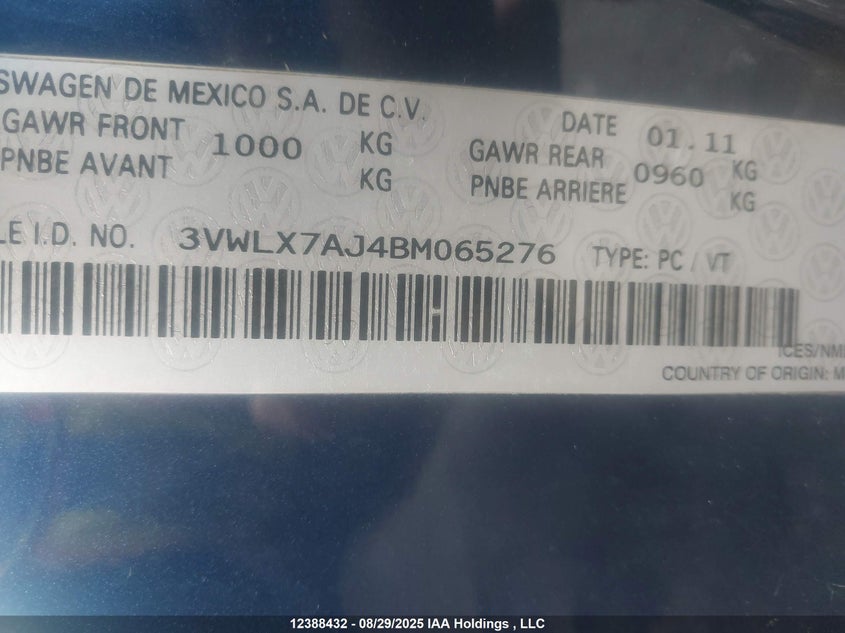 SWAGEN DE MEXICO S.A. DE C.V.
DATE 01.11
GAWR FRONT 1000 KG
GAWR REAR 0960 KG
PNBE AVANT KG
PNBE ARRIERE KG
LE I.D. NO. 3VWLX7AJ4BM065276 TYPE: PC / VT
ICES/NM
COUNTRY OF ORIGIN: M
12388432 - 08/29/2025 IAA Holdings , LLC